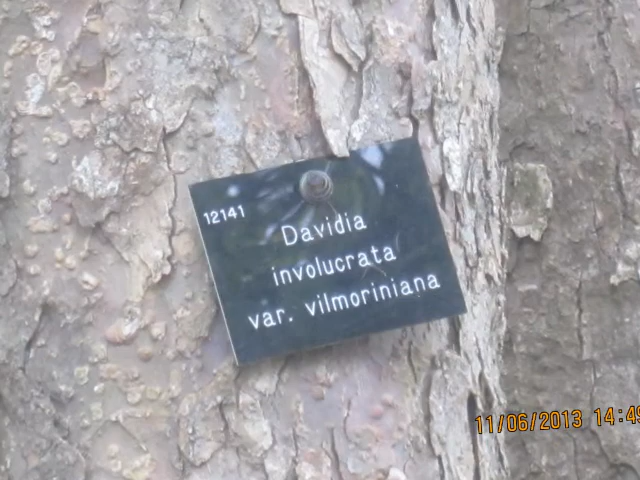 12141
Davidia
involucrata
var. vilmoriniana
11/06/2013 14:49